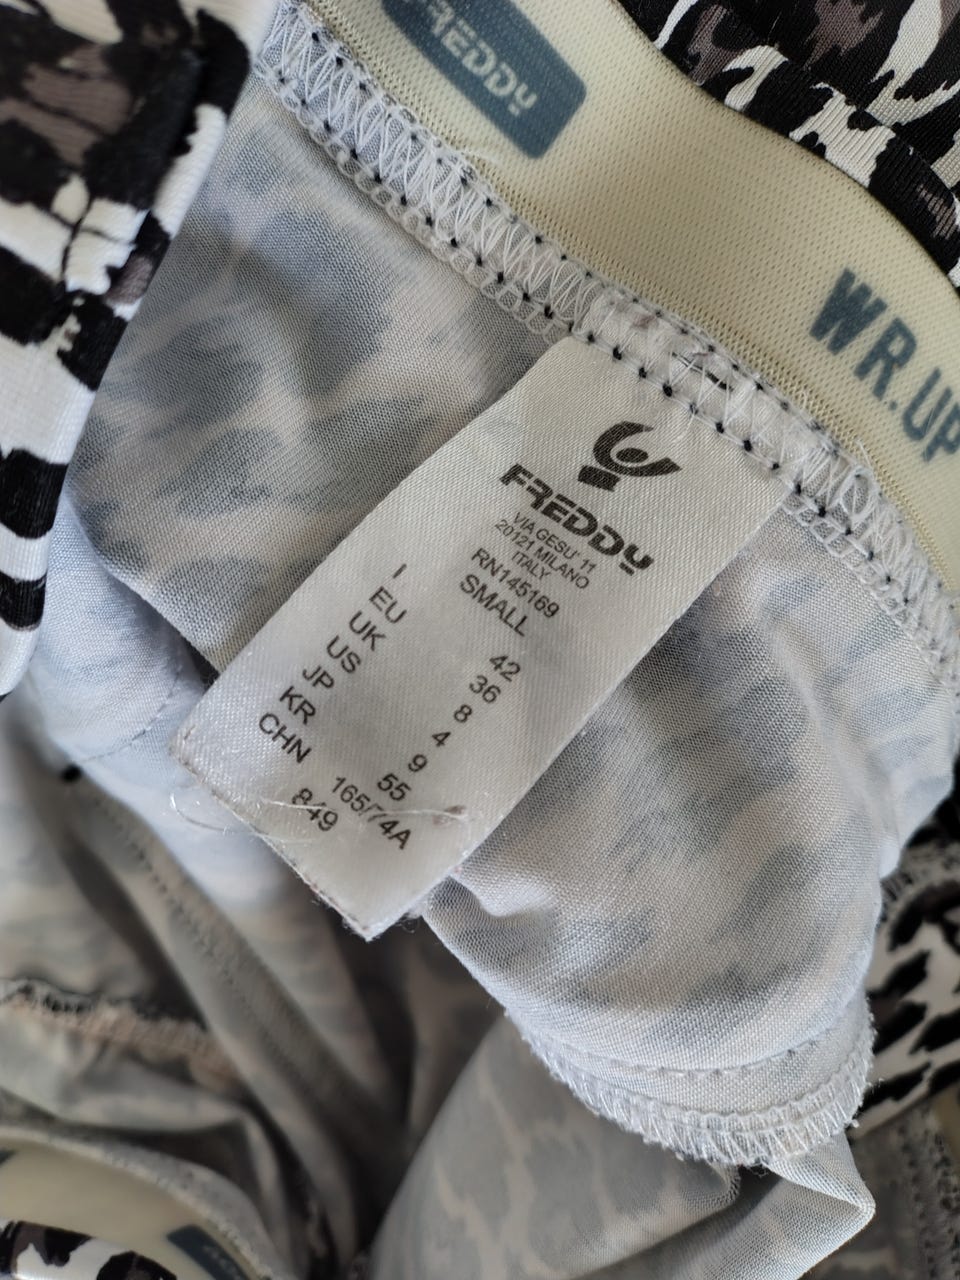 FREDDY
WR.UP
FREDDY
VIA GESU' 11
20121 MILANO
ITALY
RN145169
SMALL
I 42
EU 36
UK 8
US 4
JP 9
KR 55
CHN 165/74A
849